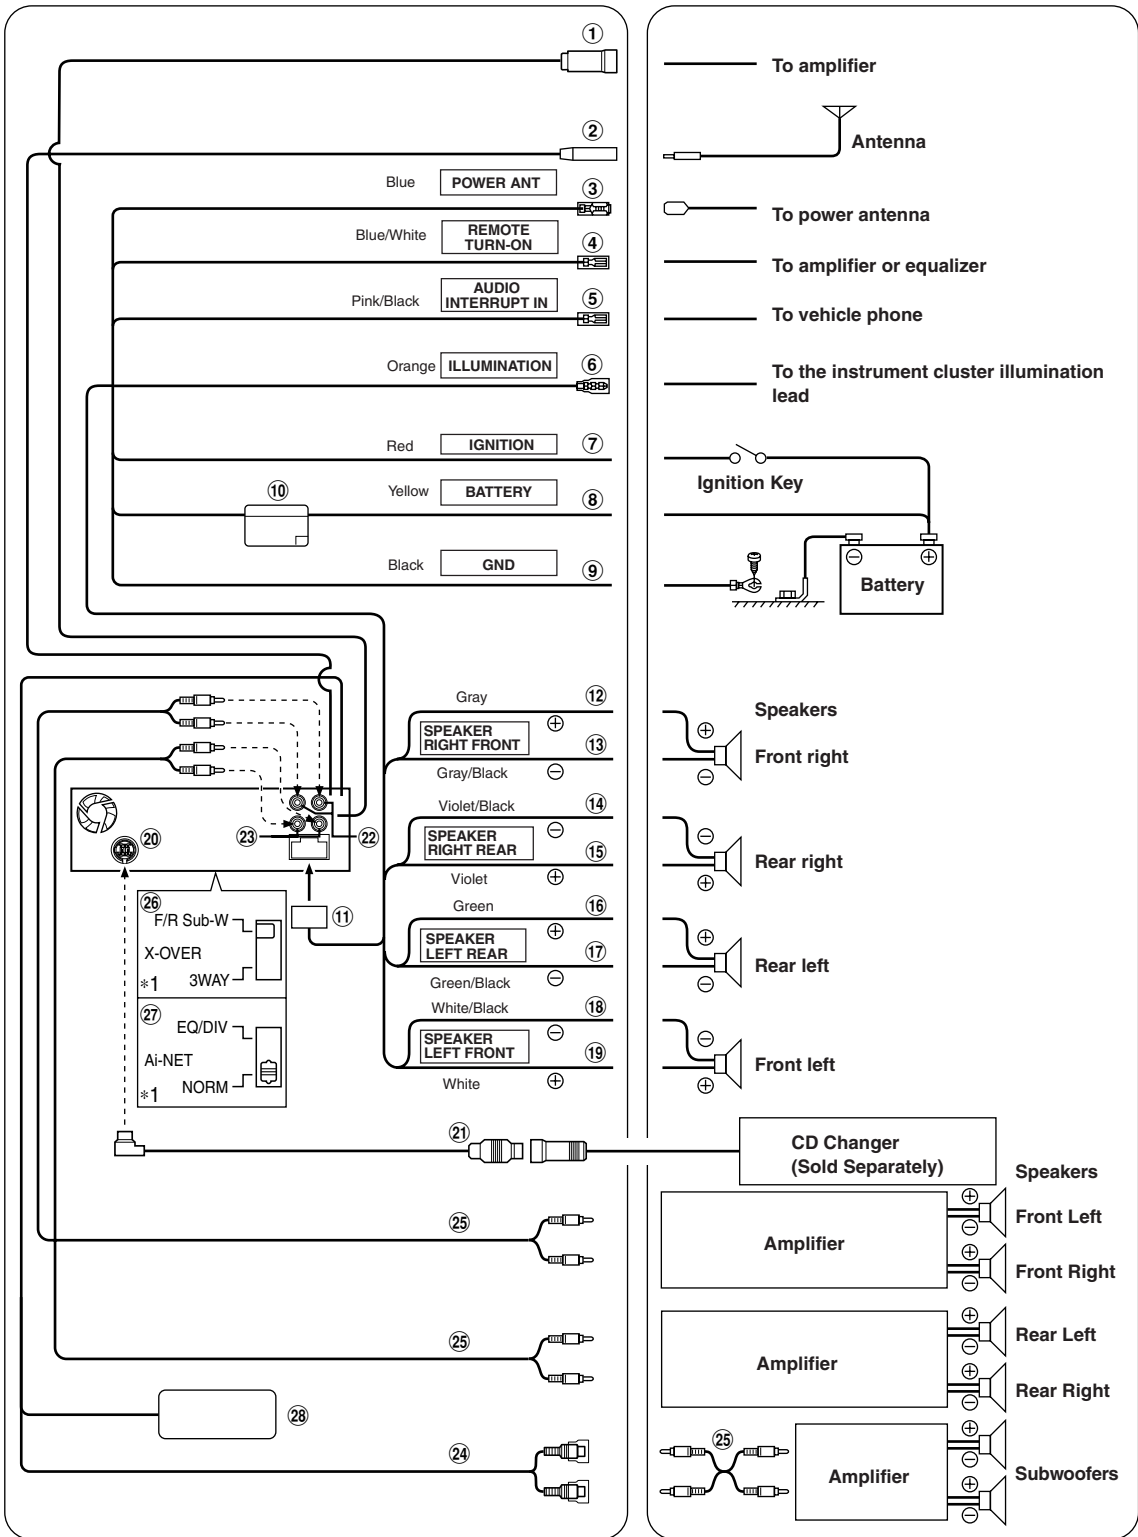 ①
To amplifier
②
Antenna
Blue
POWER ANT
③
To power antenna
Blue/White
REMOTE
TURN-ON
④
To amplifier or equalizer
Pink/Black
AUDIO
INTERRUPT IN
⑤
To vehicle phone
Orange
ILLUMINATION
⑥
To the instrument cluster illumination
lead
Red
IGNITION
⑦
Ignition Key
⑩
Yellow
BATTERY
⑧
Black
GND
⑨
⊖
⊕
Battery
Gray
⑫
SPEAKER
RIGHT FRONT
⊕
⑬
Gray/Black
⊖
Speakers
⊕
Front right
⊖
Violet/Black
⑭
SPEAKER
RIGHT REAR
⊖
⑮
Violet
⊕
⊖
Rear right
⊕
⑳
㉓
㉒
⑪
Green
⑯
SPEAKER
LEFT REAR
⊕
⑰
Green/Black
⊖
⊕
Rear left
⊖
㉖
F/R Sub-W
X-OVER
3WAY
*1
㉗
EQ/DIV
Ai-NET
NORM
*1
White/Black
⑱
SPEAKER
LEFT FRONT
⊖
⑲
White
⊕
⊖
Front left
⊕
㉑
CD Changer
(Sold Separately)
Speakers
㉕
Amplifier
⊕
Front Left
⊖
⊕
Front Right
⊖
㉕
Amplifier
⊕
Rear Left
⊖
⊕
Rear Right
⊖
㉘
㉔
㉕
Amplifier
⊕
⊖
Subwoofers
⊕
⊖